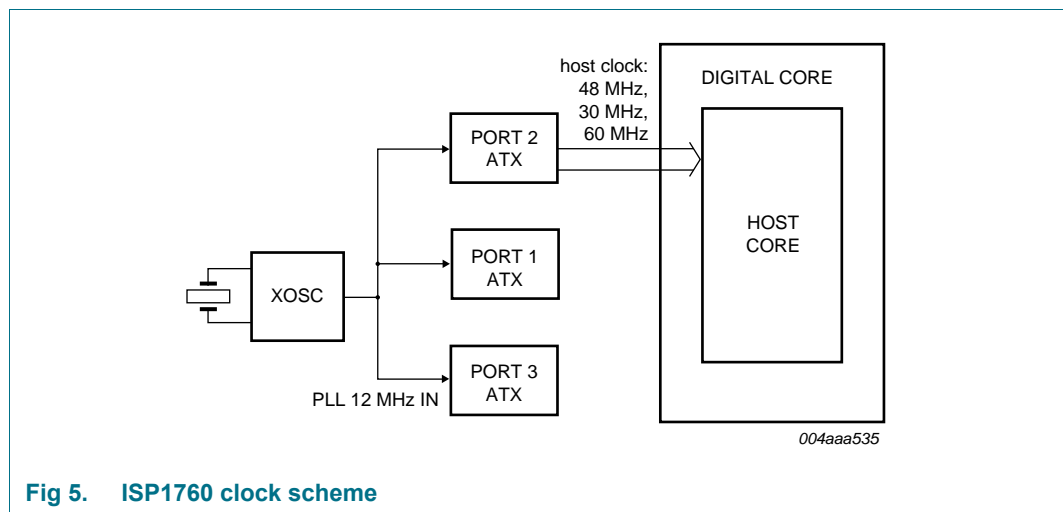 host clock:
48 MHz,
30 MHz,
60 MHz
DIGITAL CORE
PORT 2
ATX
HOST
CORE
PORT 1
ATX
XOSC
PORT 3
ATX
PLL 12 MHz IN
004aaa535
Fig 5. ISP1760 clock scheme